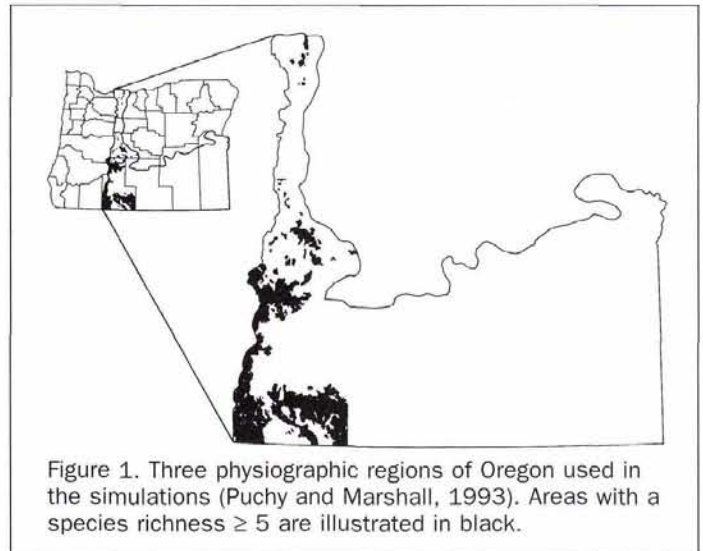 Figure 1. Three physiographic regions of Oregon used in
the simulations (Puchy and Marshall, 1993). Areas with a
species richness ≥ 5 are illustrated in black.